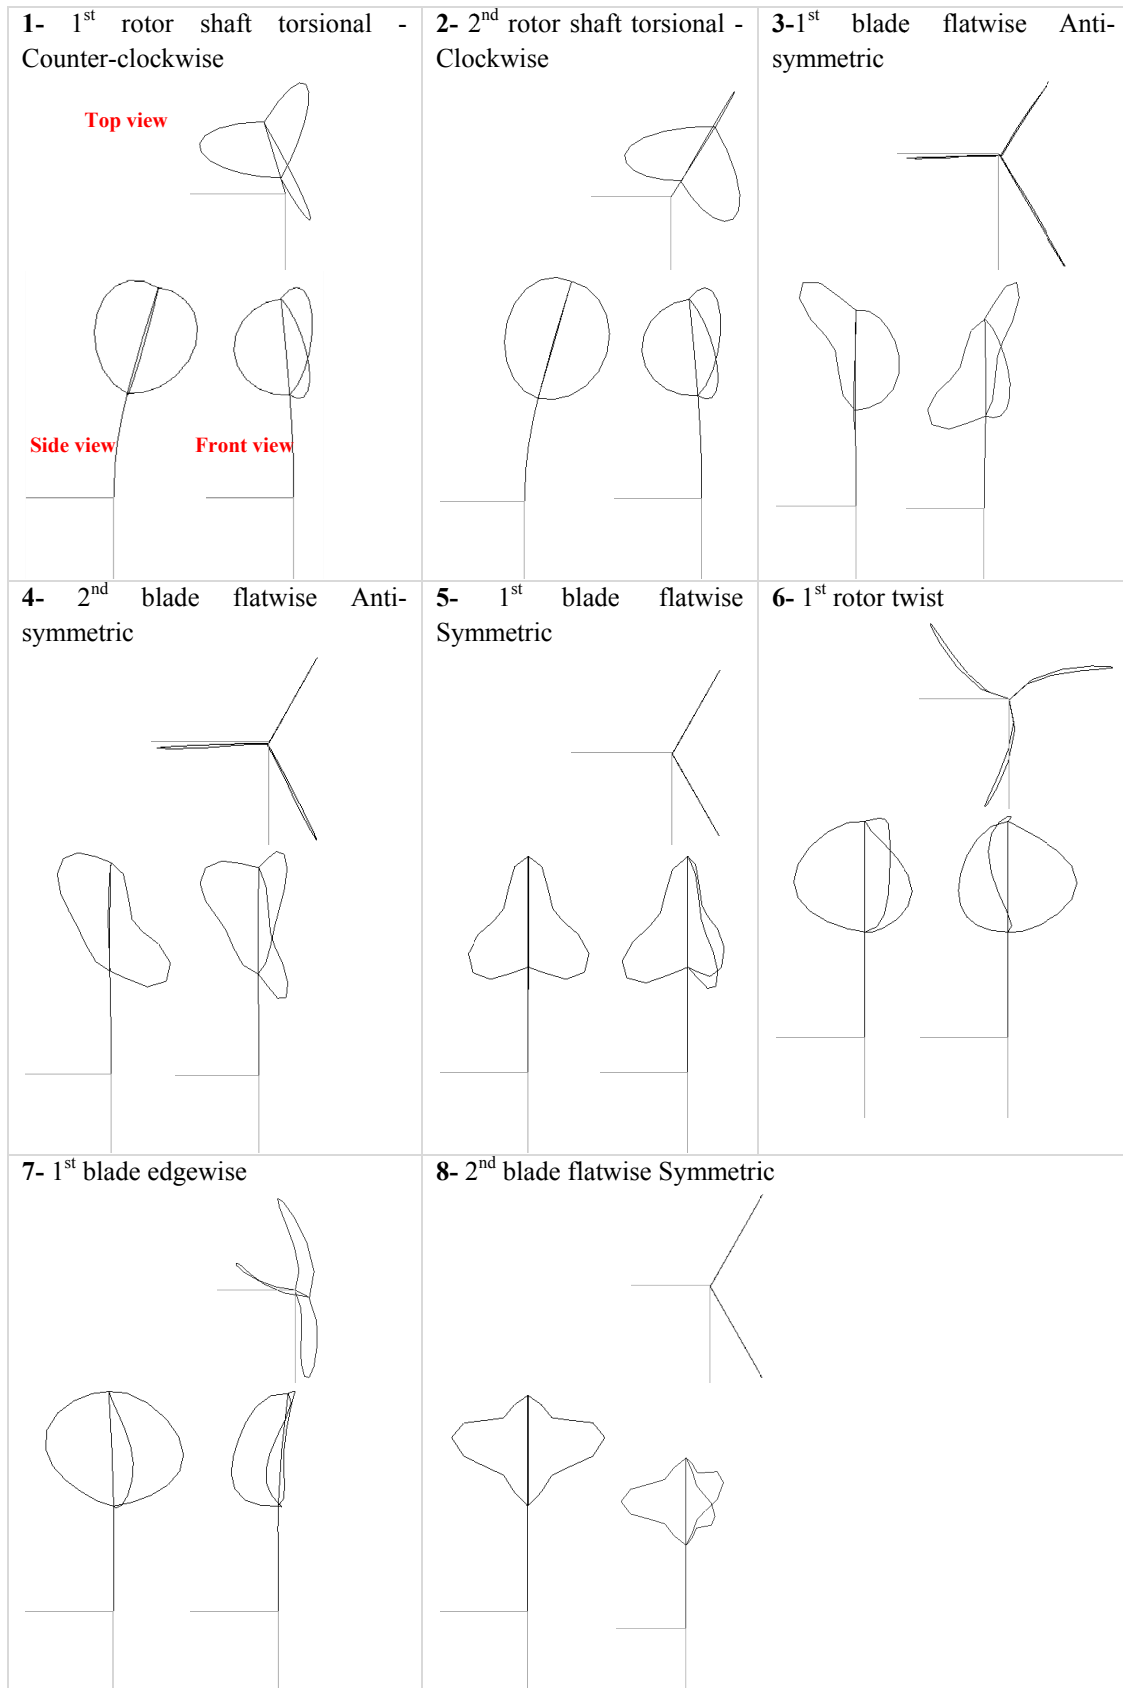 1- 1st rotor shaft torsional -
Counter-clockwise
Top view
Side view
Front view
2- 2nd rotor shaft torsional -
Clockwise
3-1st blade flatwise Anti-
symmetric
4- 2nd blade flatwise Anti-
symmetric
5- 1st blade flatwise
Symmetric
6- 1st rotor twist
7- 1st blade edgewise
8- 2nd blade flatwise Symmetric